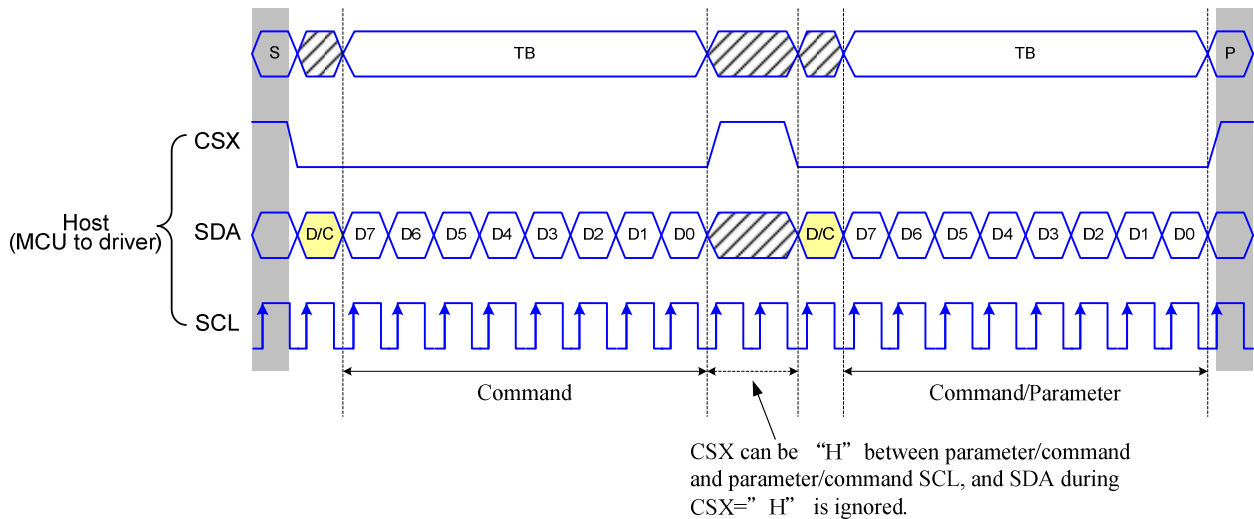 S TB TB P
CSX
Host
(MCU to driver)
SDA D/C D7 D6 D5 D4 D3 D2 D1 D0 D/C D7 D6 D5 D4 D3 D2 D1 D0
SCL
Command Command/Parameter
CSX can be “H” between parameter/command
and parameter/command SCL, and SDA during
CSX=”H” is ignored.